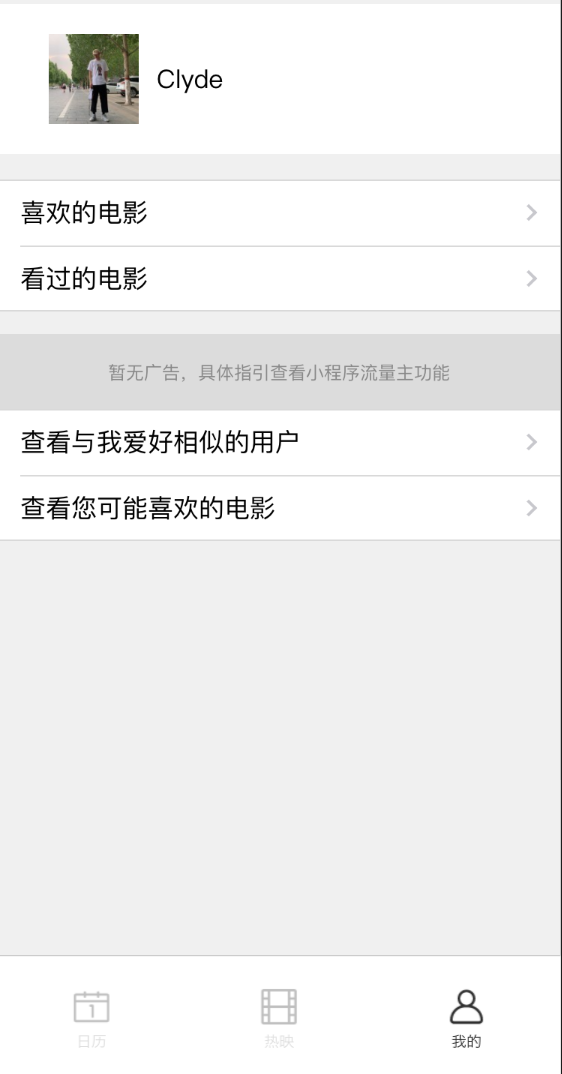 Clyde
喜欢的电影
看过的电影
暂无广告，具体指引查看小程序流量主功能
查看与我爱好相似的用户
查看您可能喜欢的电影
1
日历
热映
我的